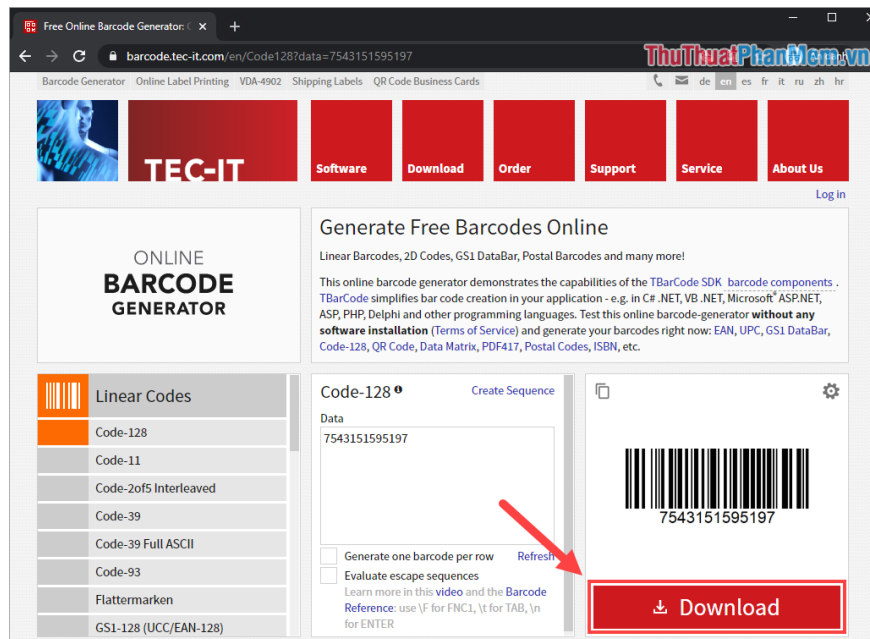 Free Online Barcode Generator: C
barcode.tec-it.com/en/Code128?data=7543151595197
ThuThuatPhanMem.vn
Barcode Generator Online Label Printing VDA-4902 Shipping Labels QR Code Business Cards
de en es fr it ru zh hr
TEC-IT
Software Download Order Support Service About Us
Log in
ONLINE
BARCODE
GENERATOR
Generate Free Barcodes Online
Linear Barcodes, 2D Codes, GS1 DataBar, Postal Barcodes and many more!
This online barcode generator demonstrates the capabilities of the TBarCode SDK barcode components .
TBarCode simplifies bar code creation in your application - e.g. in C# .NET, VB .NET, Microsoft® ASP.NET,
ASP, PHP, Delphi and other programming languages. Test this online barcode-generator without any
software installation (Terms of Service) and generate your barcodes right now: EAN, UPC, GS1 DataBar,
Code-128, QR Code, Data Matrix, PDF417, Postal Codes, ISBN, etc.
Linear Codes
Code-128
Code-11
Code-2of5 Interleaved
Code-39
Code-39 Full ASCII
Code-93
Flattermarken
GS1-128 (UCC/EAN-128)
Code-128
Create Sequence
Data
7543151595197
Generate one barcode per row Refresh
Evaluate escape sequences
Learn more in this video and the Barcode
Reference: use \F for FNC1, \t for TAB, \n
for ENTER
7543151595197
Download